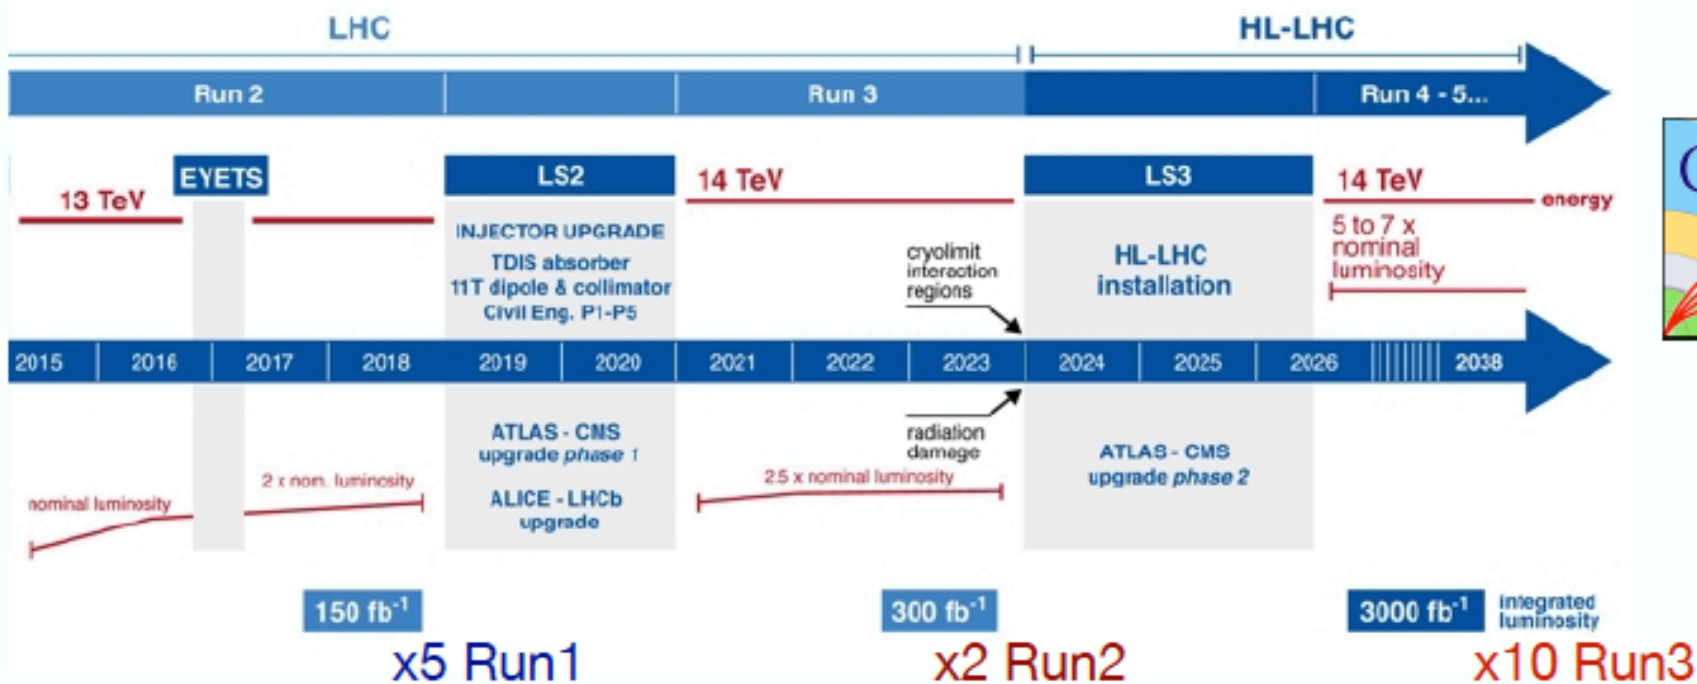 LHC
HL-LHC
Run 2
Run 3
Run 4 - 5...
EYETS
LS2
LS3
13 TeV
14 TeV
14 TeV
energy
INJECTOR UPGRADE
TDIS absorber
11T dipole & collimator
Civil Eng. P1-P5
cryolimit
interaction
regions
HL-LHC
installation
5 to 7 x
nominal
luminosity
2015 2016 2017 2018 2019 2020 2021 2022 2023 2024 2025 2026 2038
ATLAS - CMS
upgrade phase 1
ALICE - LHCb
upgrade
radiation
damage
ATLAS - CMS
upgrade phase 2
nominal luminosity
2 x nom. luminosity
2.5 x nominal luminosity
150 fb-1
300 fb-1
3000 fb-1
integrated
luminosity
x5 Run1
x2 Run2
x10 Run3